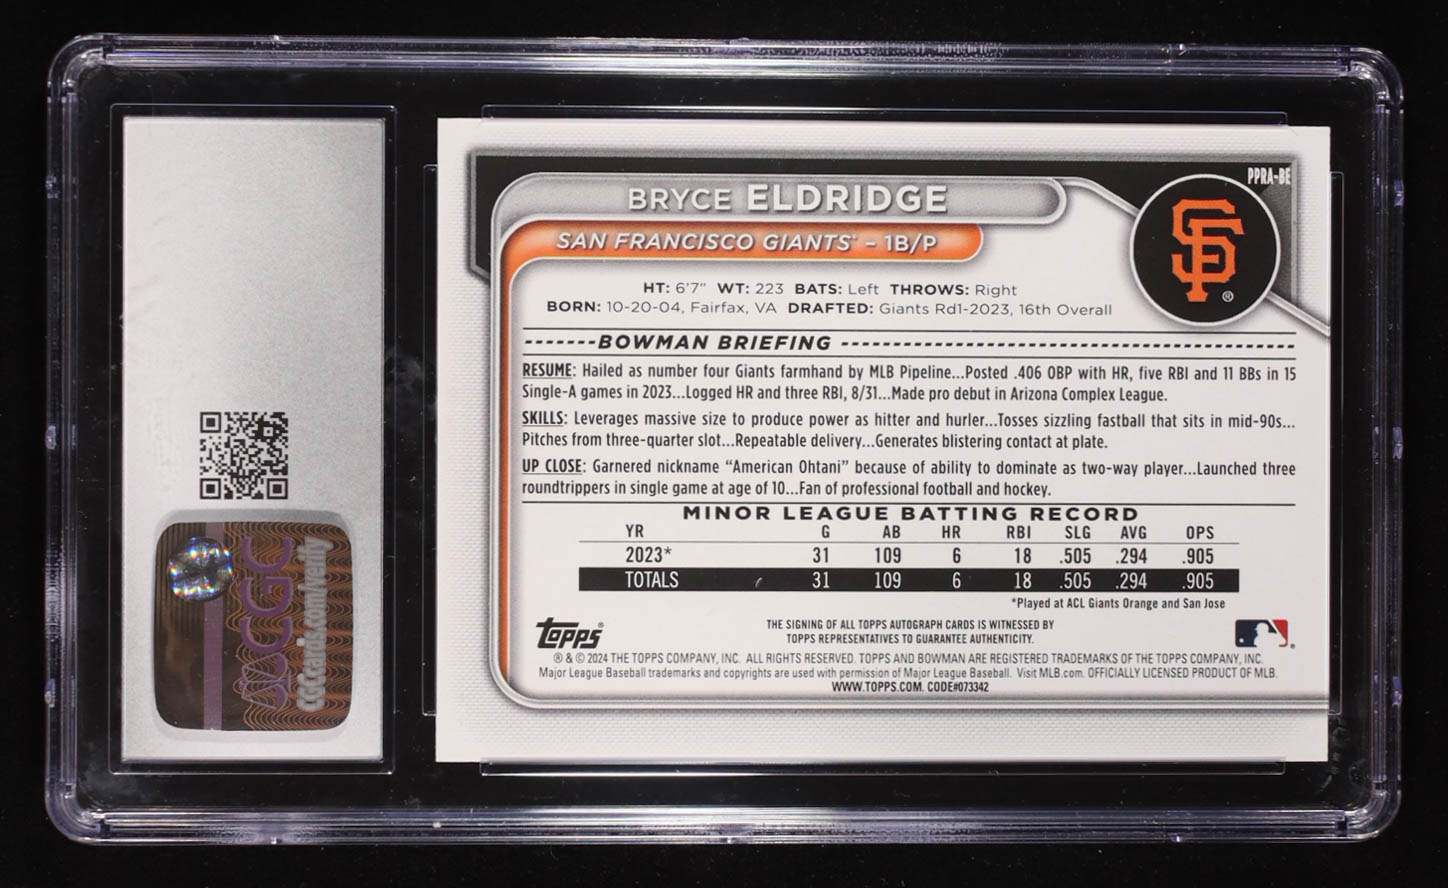 PPRA-BE
BRYCE ELDRIDGE
SAN FRANCISCO GIANTS™ – 1B/P
SF ®
HT: 6'7" WT: 223 BATS: Left THROWS: Right
BORN: 10-20-04, Fairfax, VA DRAFTED: Giants Rd1-2023, 16th Overall
BOWMAN BRIEFING
RESUME: Hailed as number four Giants farmhand by MLB Pipeline...Posted .406 OBP with HR, five RBI and 11 BBs in 15
Single-A games in 2023...Logged HR and three RBI, 8/31...Made pro debut in Arizona Complex League.
SKILLS: Leverages massive size to produce power as hitter and hurler...Tosses sizzling fastball that sits in mid-90s...
Pitches from three-quarter slot...Repeatable delivery...Generates blistering contact at plate.
UP CLOSE: Garnered nickname “American Ohtani” because of ability to dominate as two-way player...Launched three
roundtrippers in single game at age of 10...Fan of professional football and hockey.
MINOR LEAGUE BATTING RECORD
YR G AB HR RBI SLG AVG OPS
2023* 31 109 6 18 .505 .294 .905
TOTALS 31 109 6 18 .505 .294 .905
*Played at ACL Giants Orange and San Jose
THE SIGNING OF ALL TOPPS AUTOGRAPH CARDS IS WITNESSED BY
TOPPS REPRESENTATIVES TO GUARANTEE AUTHENTICITY.
topps®
® & © 2024 THE TOPPS COMPANY, INC. ALL RIGHTS RESERVED. TOPPS AND BOWMAN ARE REGISTERED TRADEMARKS OF THE TOPPS COMPANY, INC.
Major League Baseball trademarks and copyrights are used with permission of Major League Baseball. Visit MLB.com. OFFICIALLY LICENSED PRODUCT OF MLB.
WWW.TOPPS.COM. CODE#073342
CGC
cgccards.com/verify